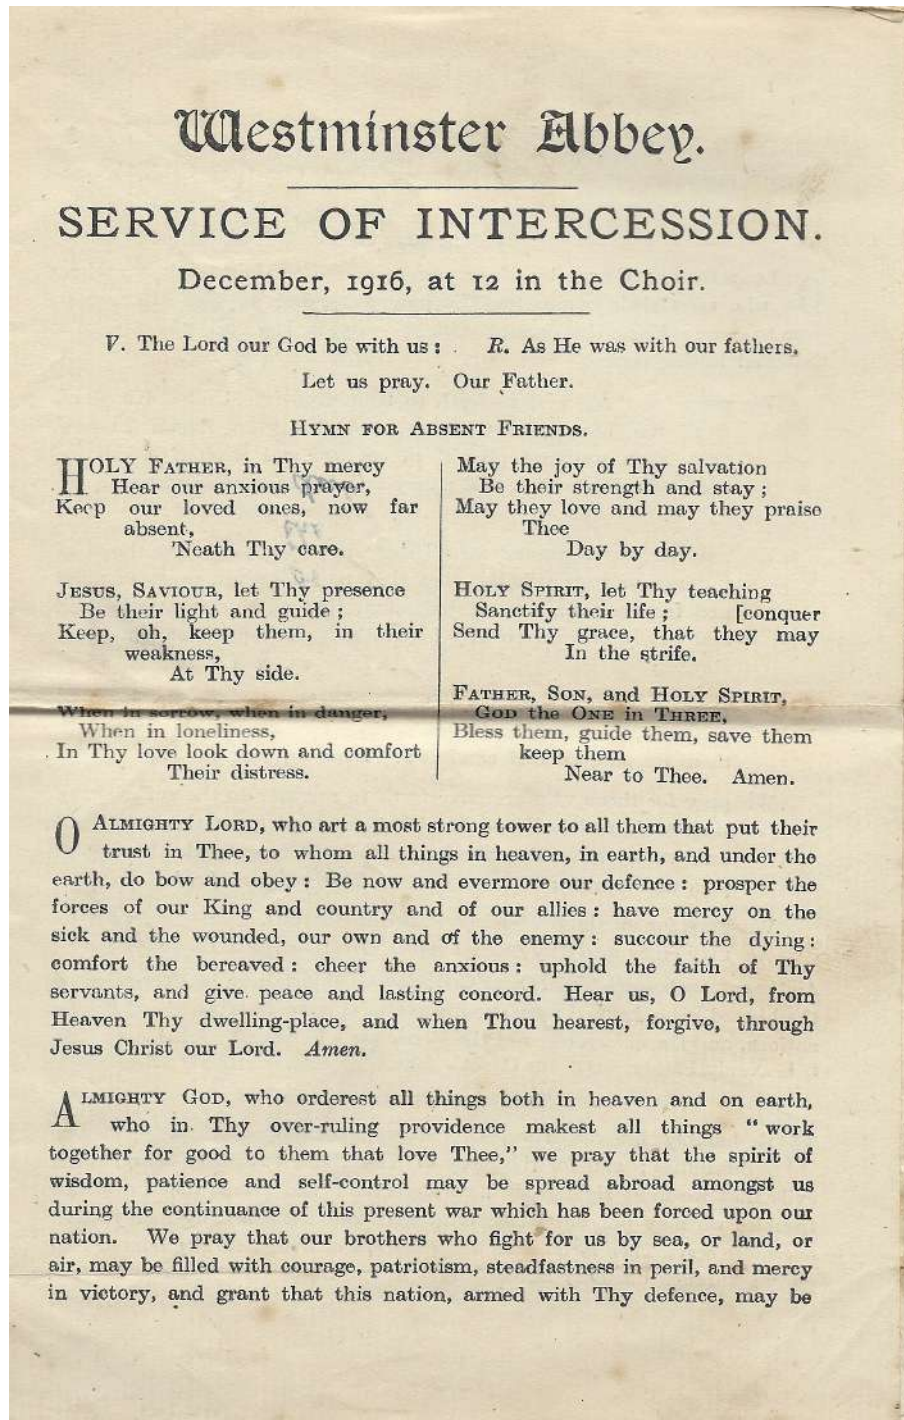 Westminster Abbey.
SERVICE OF INTERCESSION.
December, 1916, at 12 in the Choir.
V. The Lord our God be with us: R. As He was with our fathers.
Let us pray. Our Father.
HYMN FOR ABSENT FRIENDS.
HOLY FATHER, in Thy mercy
Hear our anxious prayer,
Keep our loved ones, now far
absent,
'Neath Thy care.
JESUS, SAVIOUR, let Thy presence
Be their light and guide;
Keep, oh, keep them, in their
weakness,
At Thy side.
When in sorrow, when in danger,
When in loneliness,
In Thy love look down and comfort
Their distress.
May the joy of Thy salvation
Be their strength and stay;
May they love and may they praise
Thee
Day by day.
HOLY SPIRIT, let Thy teaching
Sanctify their life; [conquer
Send Thy grace, that they may
In the strife.
FATHER, SON, and HOLY SPIRIT,
GOD the ONE in THREE,
Bless them, guide them, save them
keep them
Near to Thee. Amen.
O ALMIGHTY LORD, who art a most strong tower to all them that put their
trust in Thee, to whom all things in heaven, in earth, and under the
earth, do bow and obey: Be now and evermore our defence: prosper the
forces of our King and country and of our allies: have mercy on the
sick and the wounded, our own and of the enemy: succour the dying:
comfort the bereaved: cheer the anxious: uphold the faith of Thy
servants, and give peace and lasting concord. Hear us, O Lord, from
Heaven Thy dwelling-place, and when Thou hearest, forgive, through
Jesus Christ our Lord. Amen.
ALMIGHTY GOD, who orderest all things both in heaven and on earth,
who in Thy over-ruling providence makest all things "work
together for good to them that love Thee," we pray that the spirit of
wisdom, patience and self-control may be spread abroad amongst us
during the continuance of this present war which has been forced upon our
nation. We pray that our brothers who fight for us by sea, or land, or
air, may be filled with courage, patriotism, steadfastness in peril, and mercy
in victory, and grant that this nation, armed with Thy defence, may be